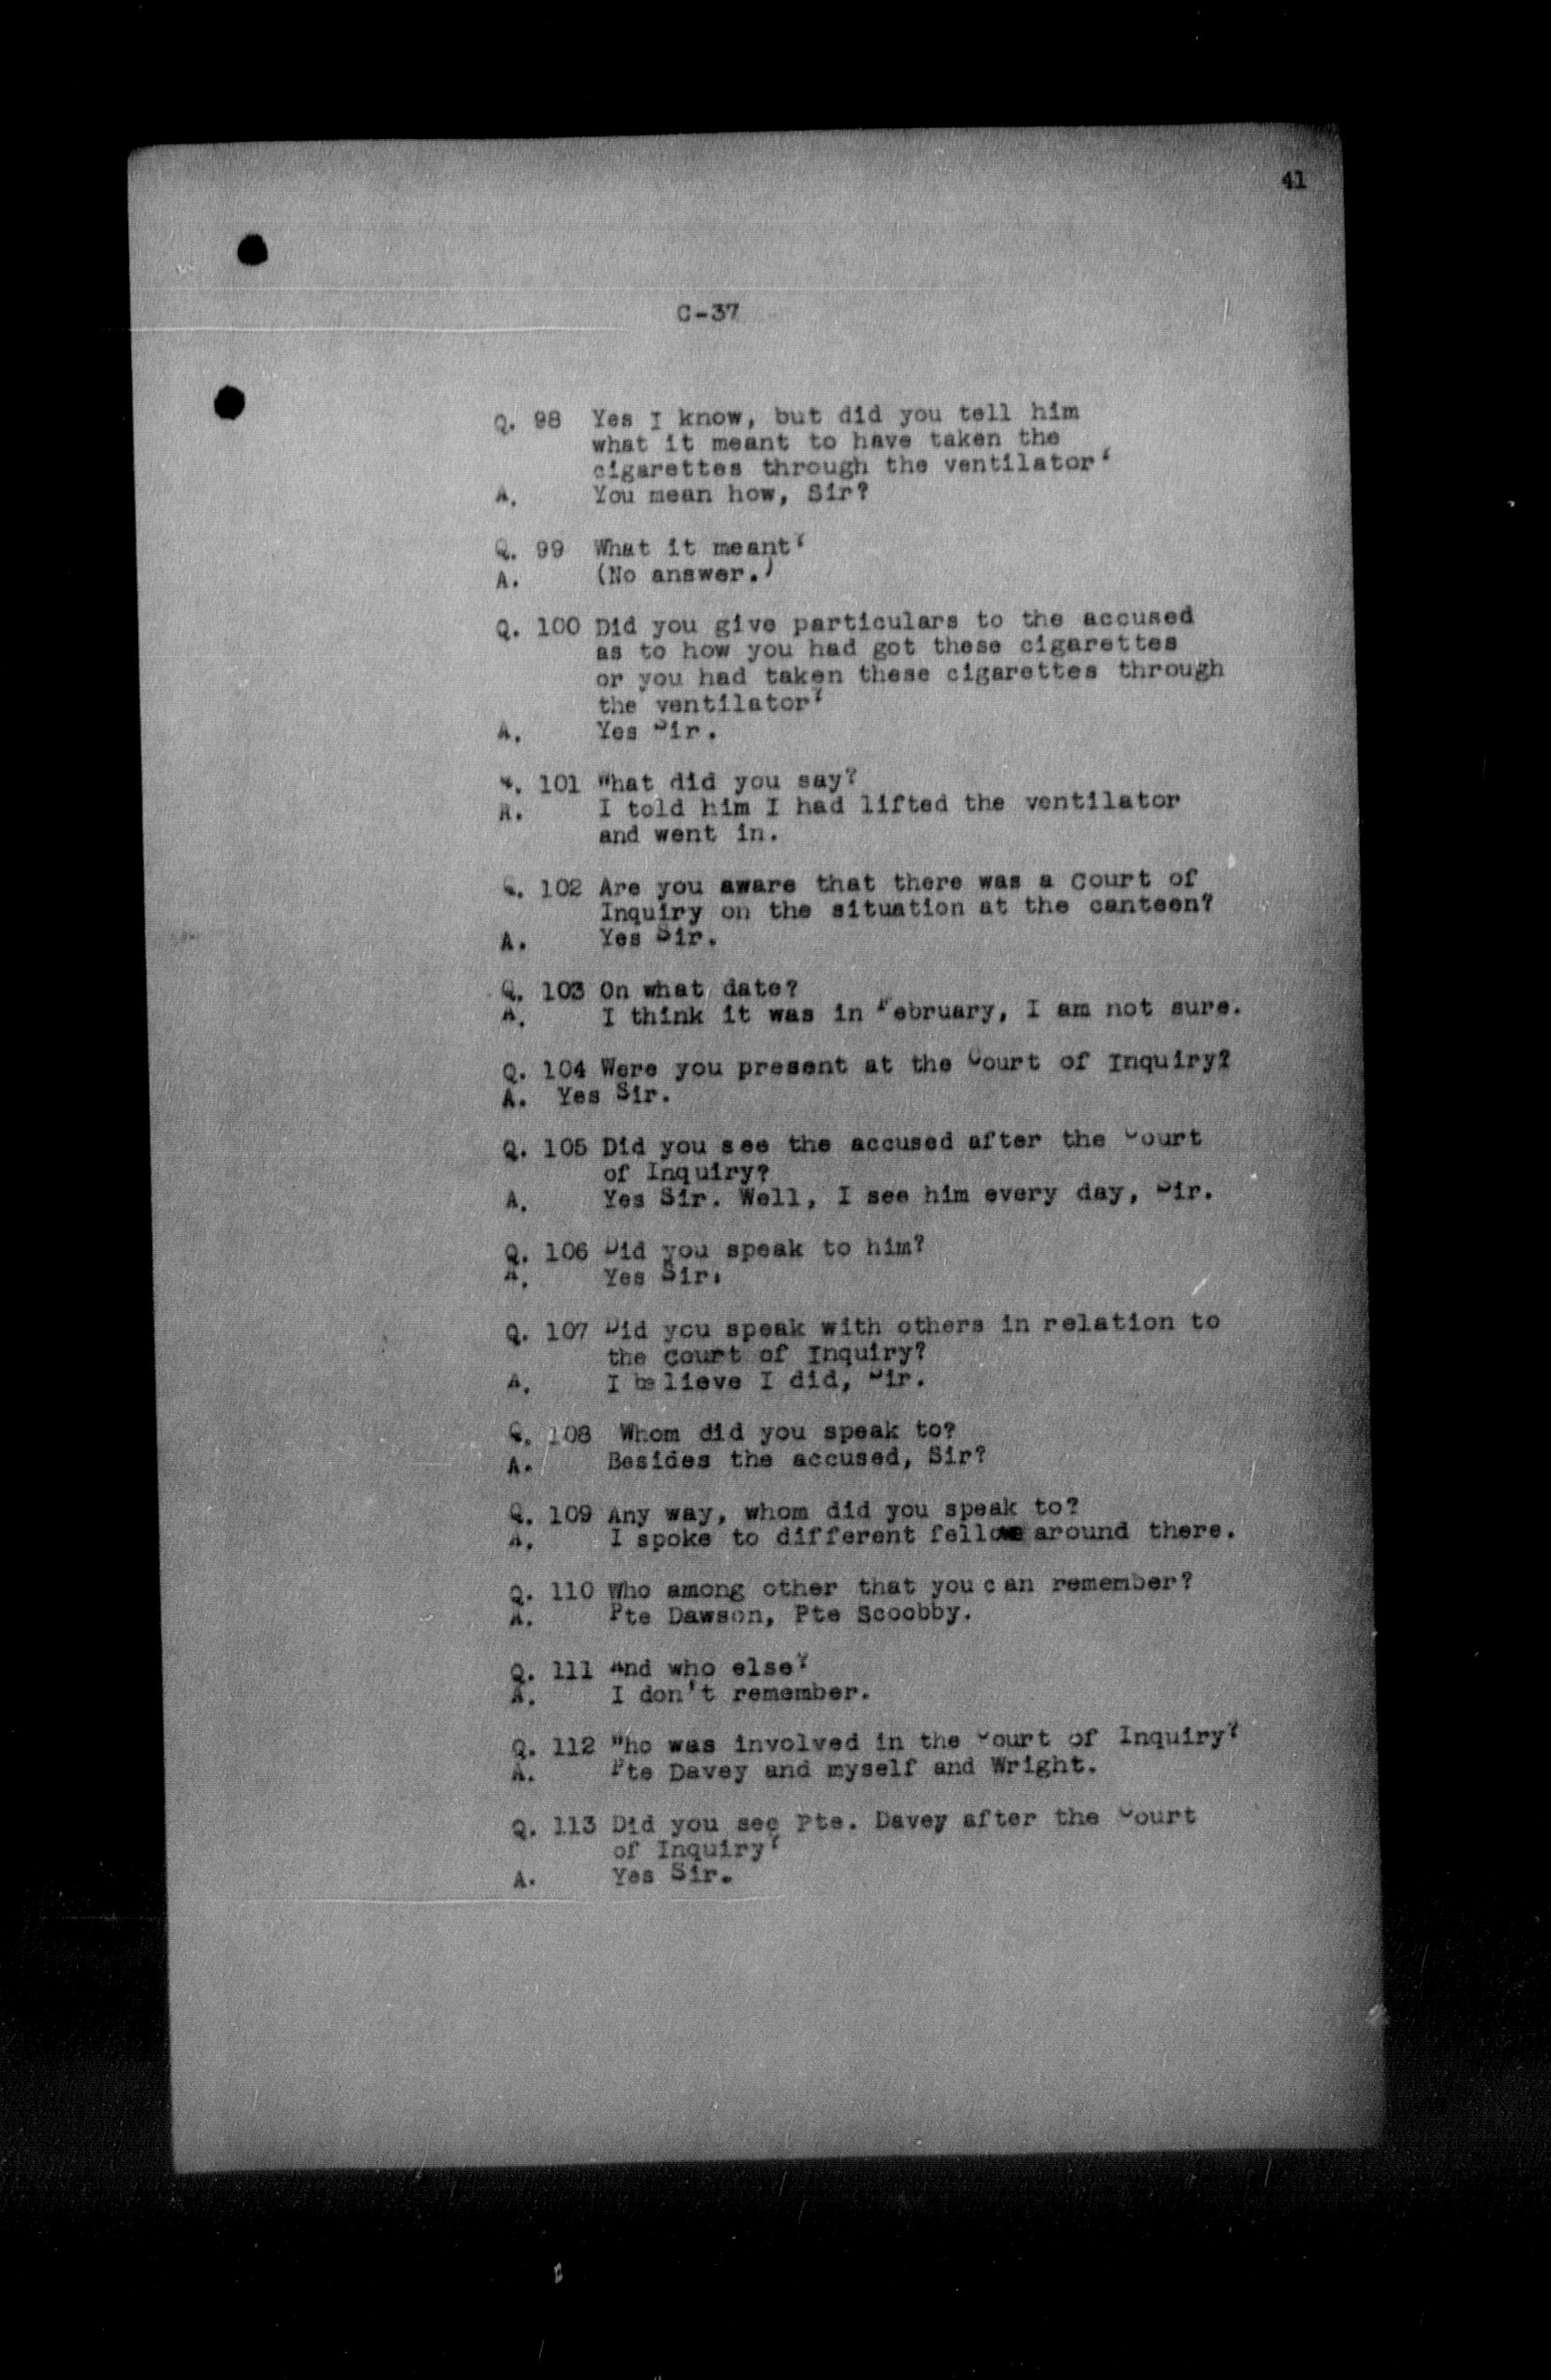 41
C-37
Q. 98 Yes I know, but did you tell him
what it meant to have taken the
cigarettes through the ventilator?
A. You mean how, Sir?
Q. 99 What it meant?
A. (No answer.)
Q. 100 Did you give particulars to the accused
as to how you had got these cigarettes
or you had taken these cigarettes through
the ventilator?
A. Yes Sir.
Q. 101 What did you say?
A. I told him I had lifted the ventilator
and went in.
Q. 102 Are you aware that there was a Court of
Inquiry on the situation at the canteen?
A. Yes Sir.
Q. 103 On what date?
A. I think it was in February, I am not sure.
Q. 104 Were you present at the Court of Inquiry?
A. Yes Sir.
Q. 105 Did you see the accused after the Court
of Inquiry?
A. Yes Sir. Well, I see him every day, Sir.
Q. 106 Did you speak to him?
A. Yes Sir.
Q. 107 Did you speak with others in relation to
the Court of Inquiry?
A. I believe I did, Sir.
Q. 108 Whom did you speak to?
A. Besides the accused, Sir?
Q. 109 Any way, whom did you speak to?
A. I spoke to different fellows around there.
Q. 110 Who among other that you can remember?
A. Pte Dawson, Pte Scoobby.
Q. 111 And who else?
A. I don't remember.
Q. 112 Who was involved in the Court of Inquiry?
A. Pte Davey and myself and Wright.
Q. 113 Did you see Pte. Davey after the Court
of Inquiry?
A. Yes Sir.